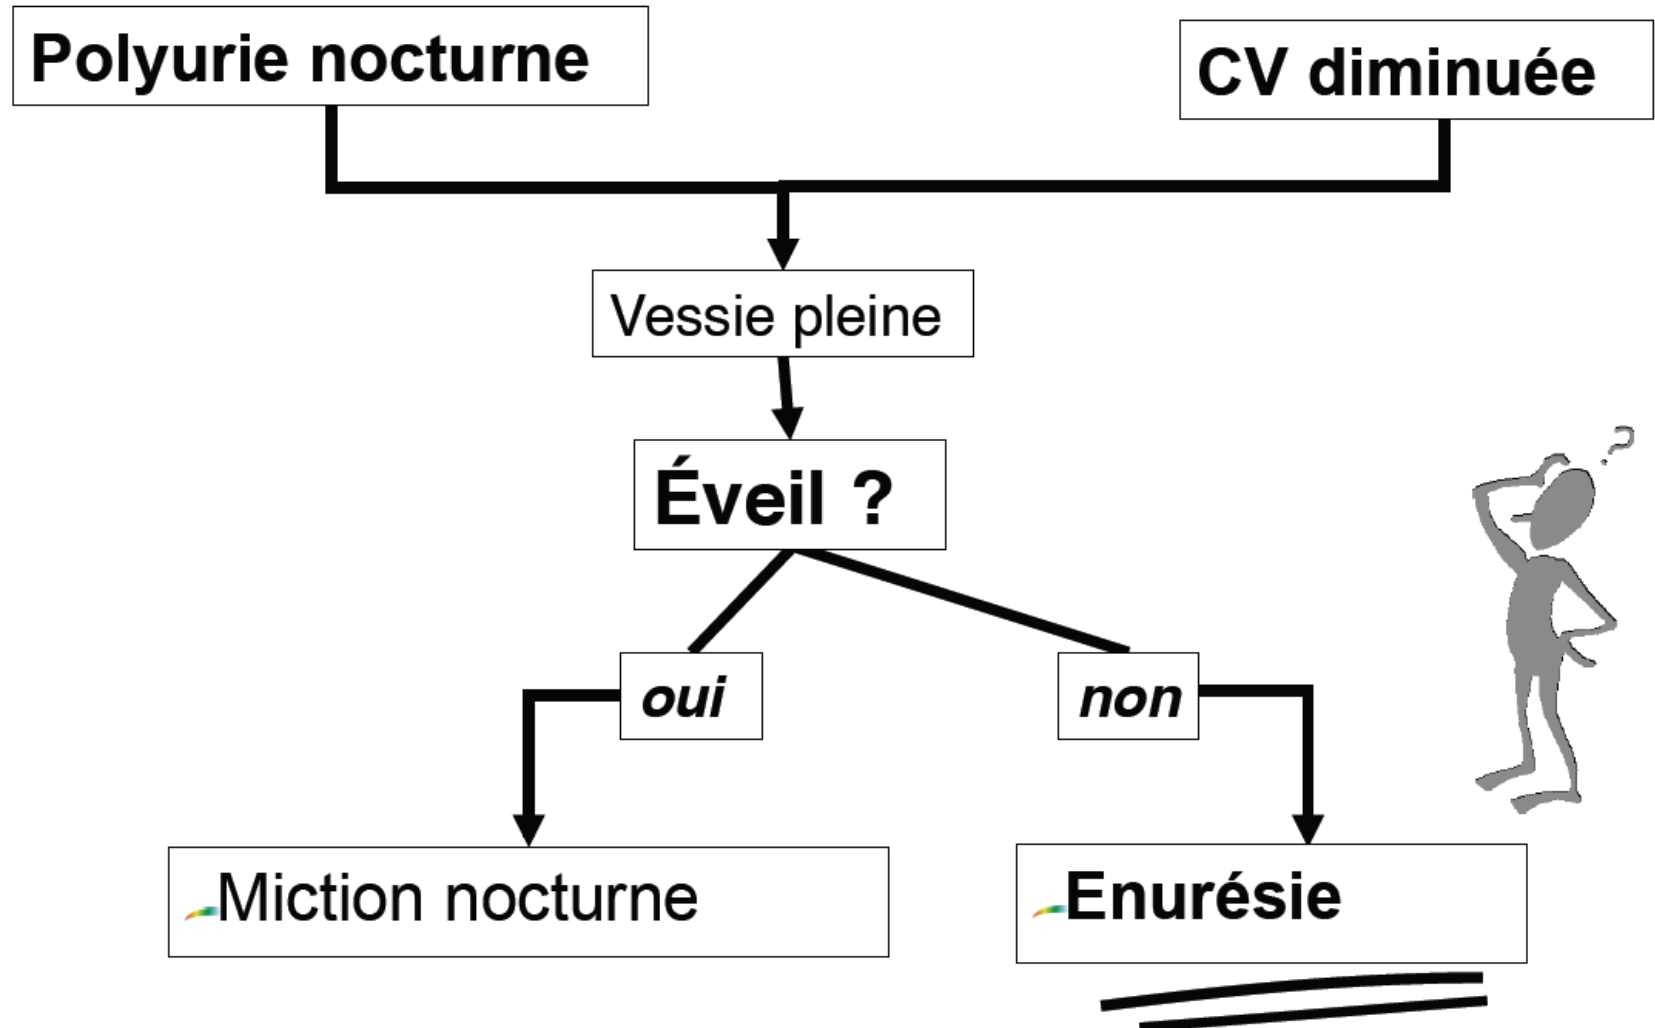 Polyurie nocturne
CV diminuée
Vessie pleine
Éveil ?
oui
non
Miction nocturne
Enurésie
?